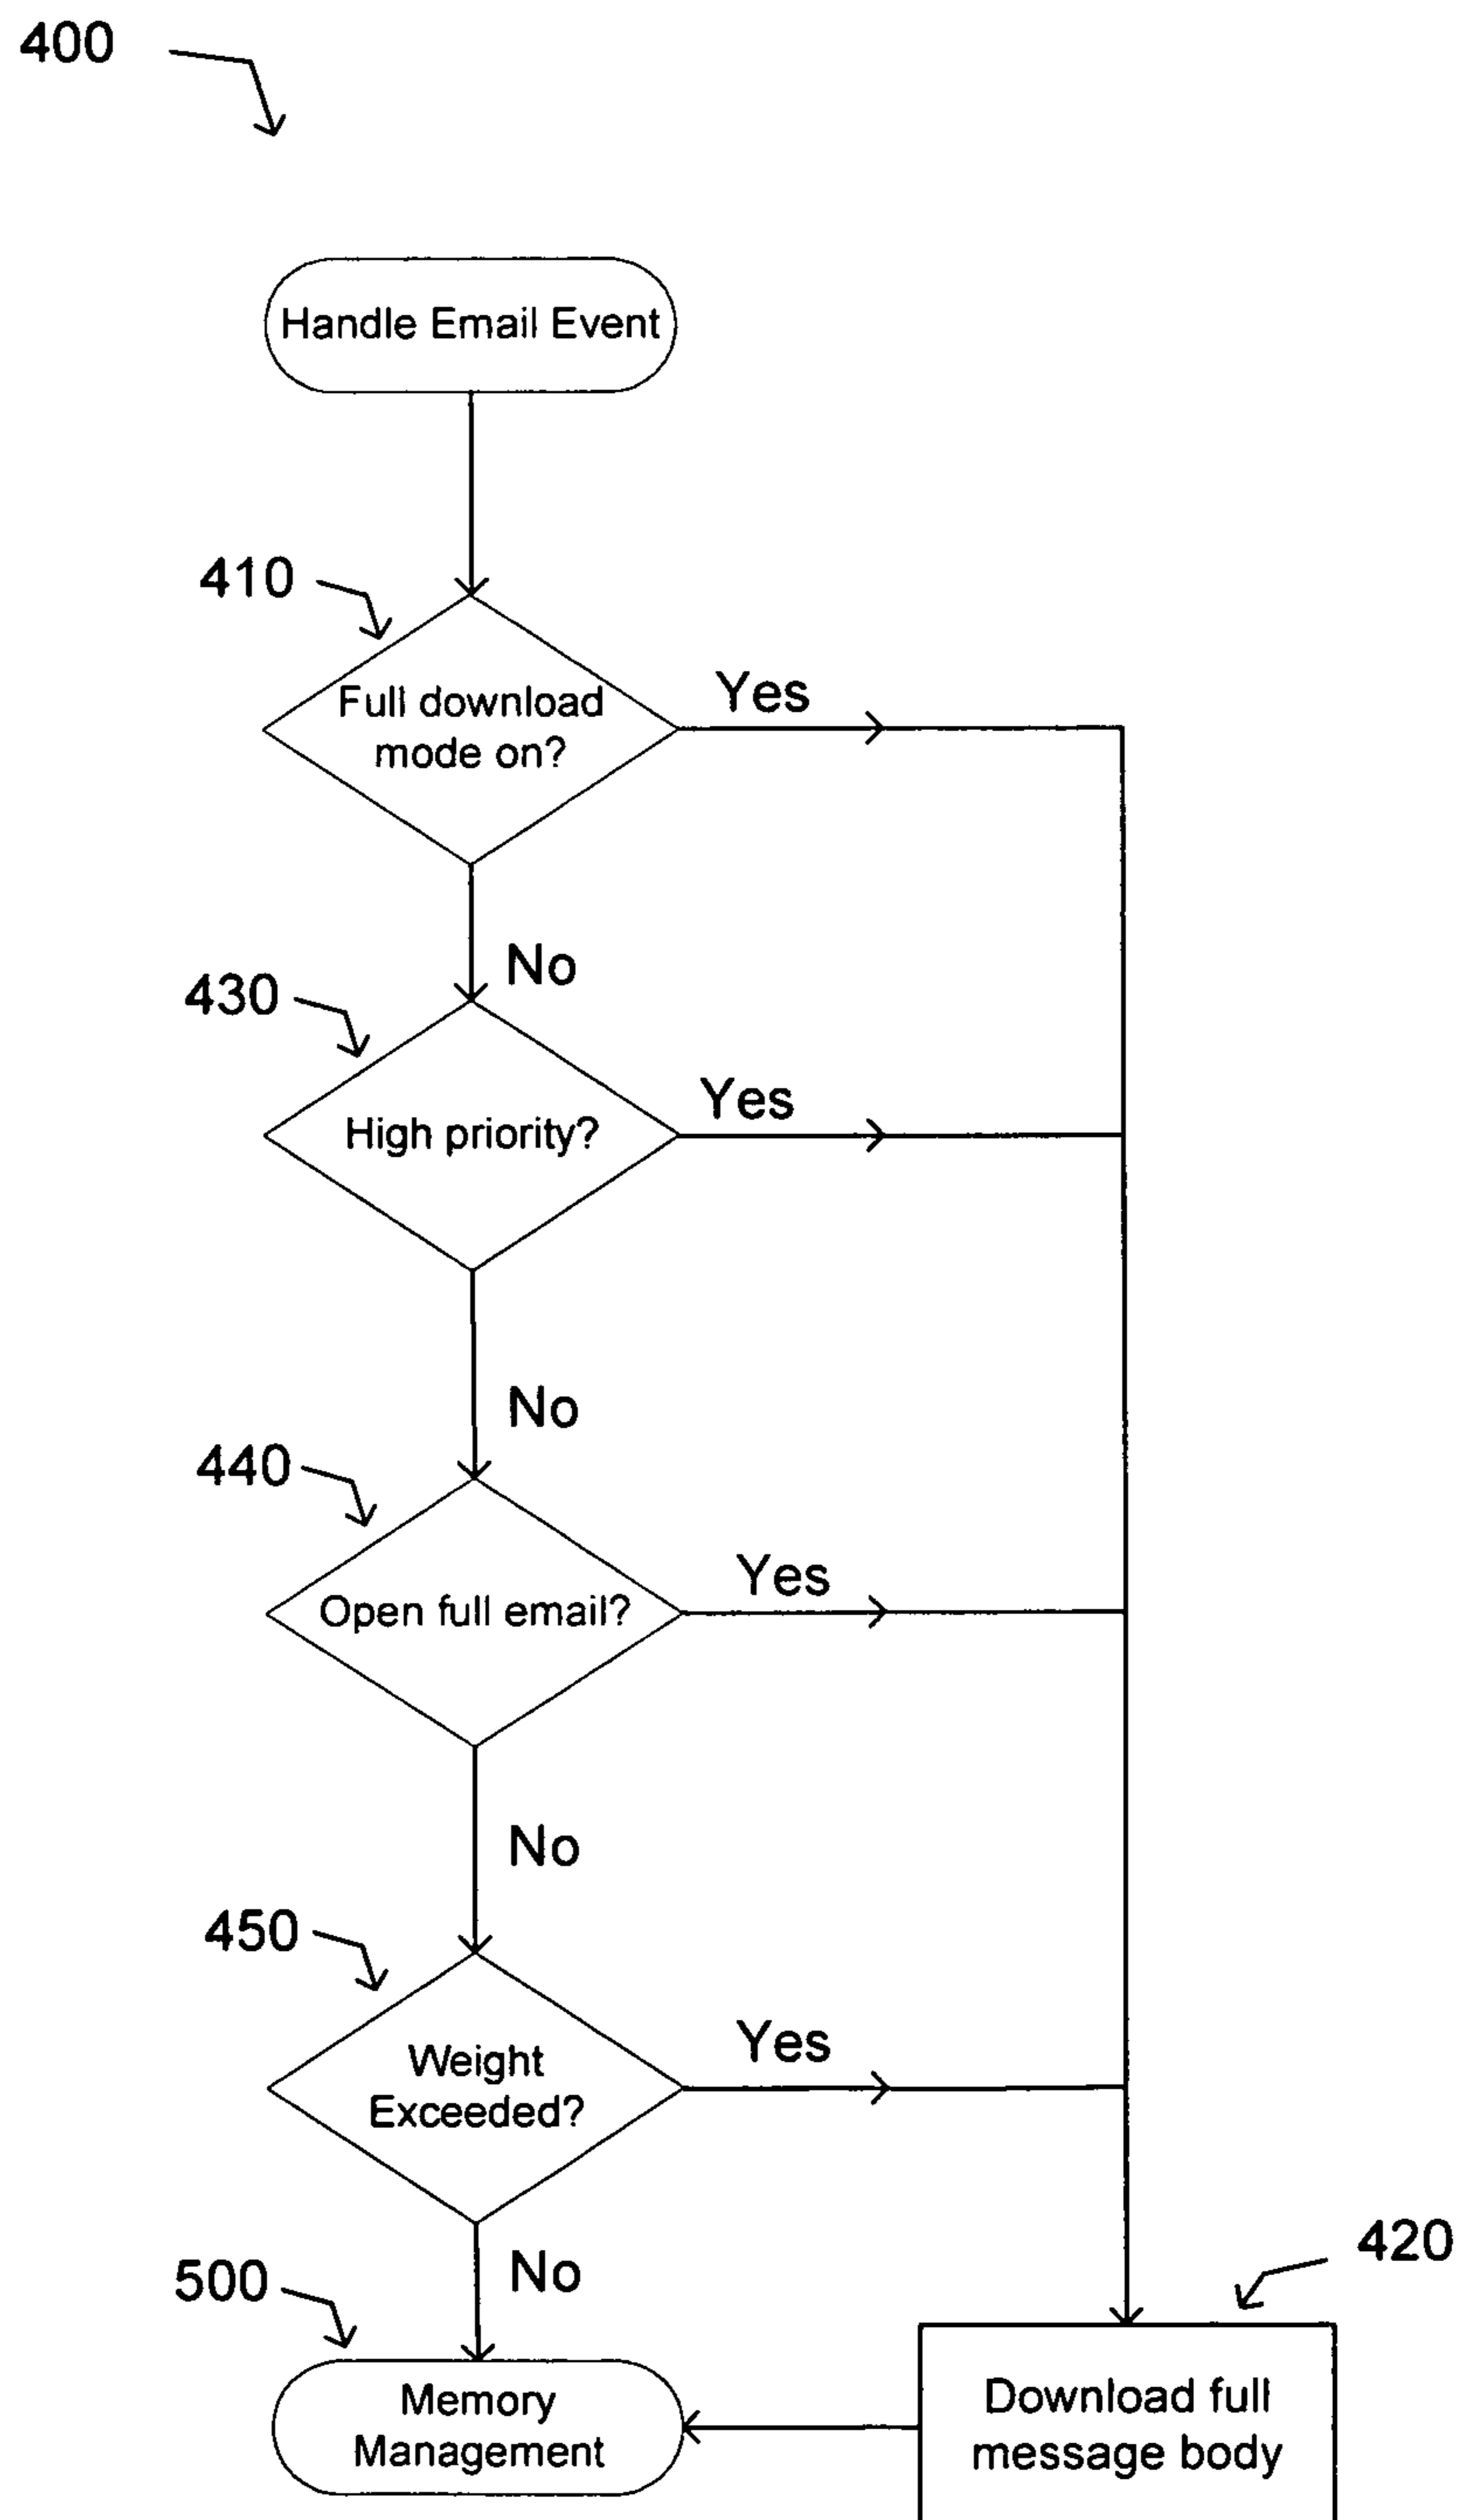 400
Handle Email Event
410
Full download
mode on?
Yes
No
430
High priority?
Yes
No
440
Open full email?
Yes
No
450
Weight
Exceeded?
Yes
No
420
500
Memory
Management
Download full
message body